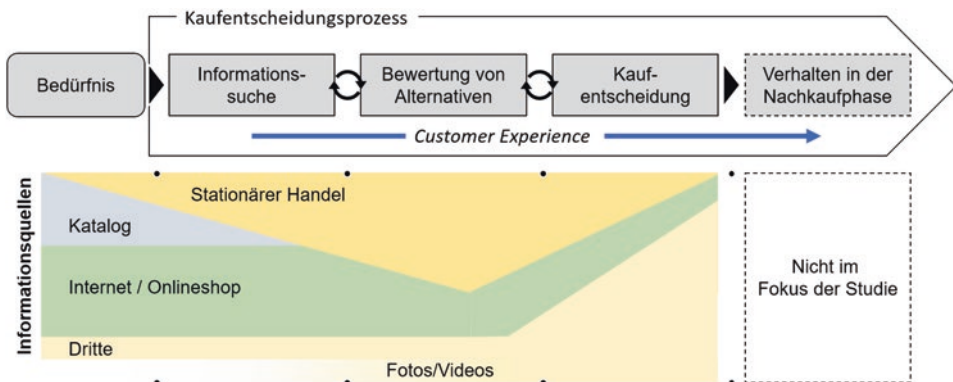 Kaufentscheidungsprozess
Bedürfnis
Informations-
suche
Bewertung von
Alternativen
Kauf-
entscheidung
Verhalten in der
Nachkaufphase
Customer Experience
Informationsquellen
Stationärer Handel
Katalog
Internet / Onlineshop
Dritte
Fotos/Videos
Nicht im
Fokus der Studie